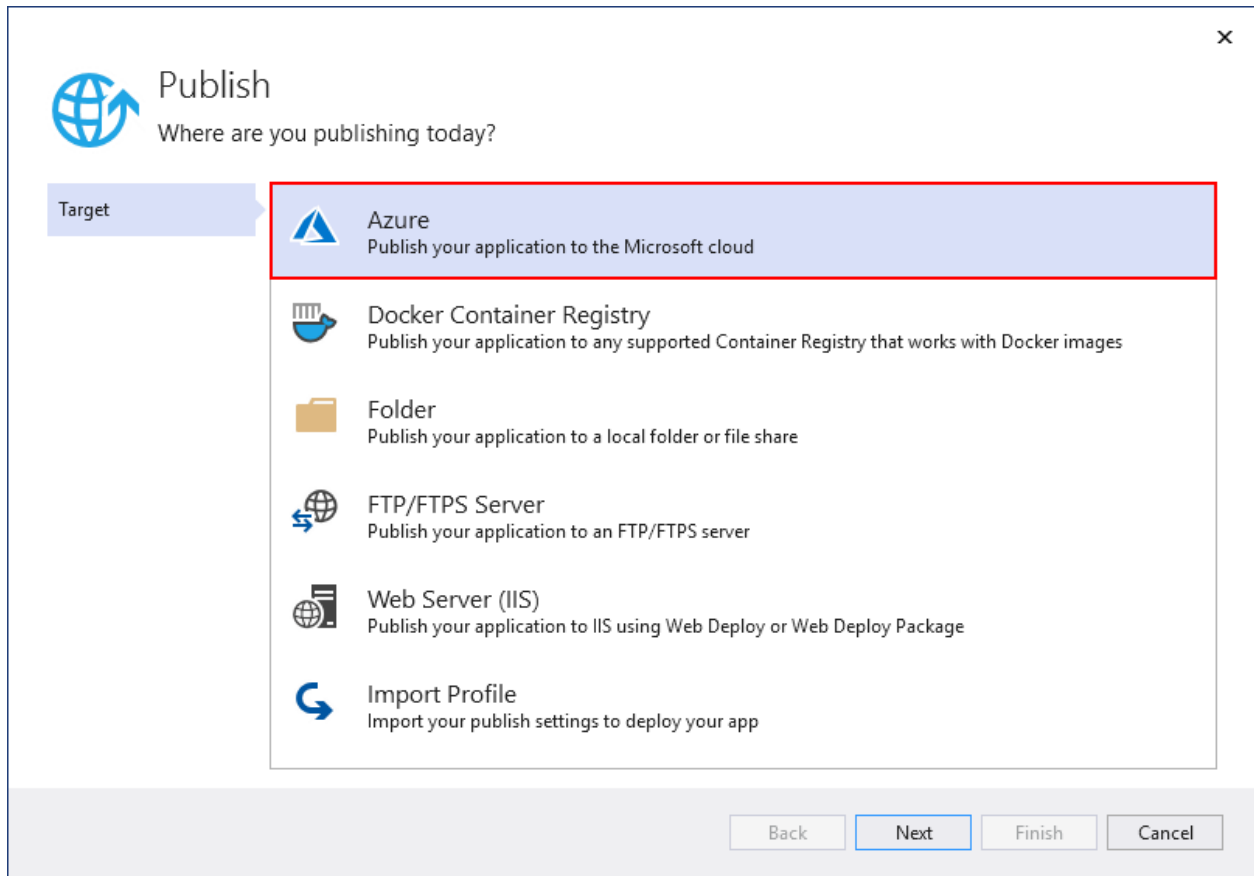 Publish
Where are you publishing today?
Target
Azure
Publish your application to the Microsoft cloud
Docker Container Registry
Publish your application to any supported Container Registry that works with Docker images
Folder
Publish your application to a local folder or file share
FTP/FTPS Server
Publish your application to an FTP/FTPS server
Web Server (IIS)
Publish your application to IIS using Web Deploy or Web Deploy Package
Import Profile
Import your publish settings to deploy your app
Back Next Finish Cancel